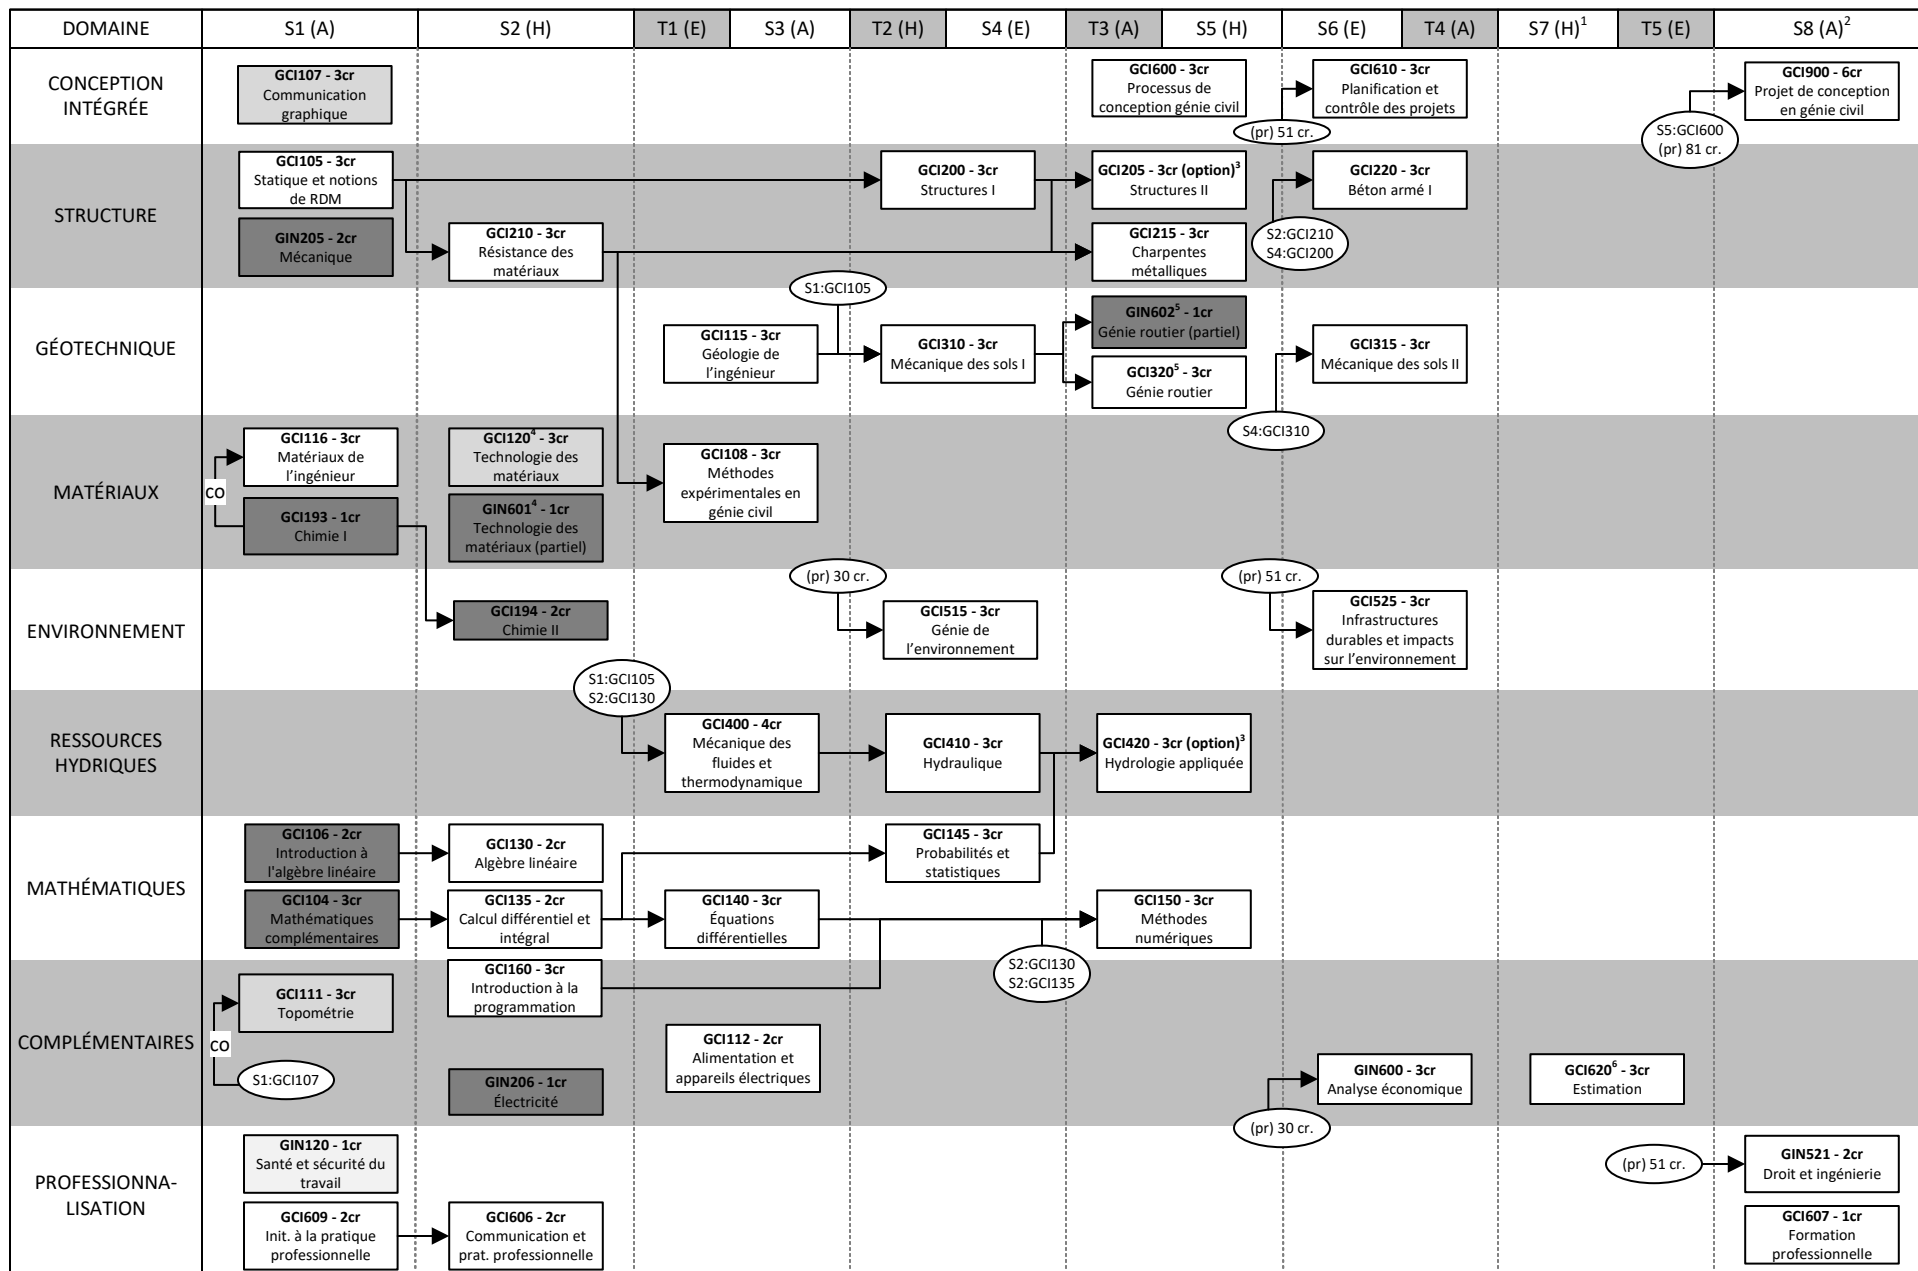 DOMAINE
S1 (A)
S2 (H)
T1 (E)
S3 (A)
T2 (H)
S4 (E)
T3 (A)
S5 (H)
S6 (E)
T4 (A)
S7 (H)1
T5 (E)
S8 (A)2
CONCEPTION
INTÉGRÉE
GCI107 - 3cr
Communication
graphique
GCI600 - 3cr
Processus de
conception génie civil
(pr) 51 cr.
GCI610 - 3cr
Planification et
contrôle des projets
S5:GCI600
(pr) 81 cr.
GCI900 - 6cr
Projet de conception
en génie civil
STRUCTURE
GCI105 - 3cr
Statique et notions
de RDM
GIN205 - 2cr
Mécanique
GCI210 - 3cr
Résistance des
matériaux
GCI200 - 3cr
Structures I
GCI205 - 3cr (option)3
Structures II
GCI215 - 3cr
Charpentes
métalliques
S2:GCI210
S4:GCI200
GCI220 - 3cr
Béton armé I
GÉOTECHNIQUE
GCI115 - 3cr
Géologie de
l'ingénieur
S1:GCI105
GCI310 - 3cr
Mécanique des sols I
GIN6025 - 1cr
Génie routier (partiel)
GCI3205 - 3cr
Génie routier
S4:GCI310
GCI315 - 3cr
Mécanique des sols II
MATÉRIAUX
GCI116 - 3cr
Matériaux de
l'ingénieur
co
GCI193 - 1cr
Chimie I
GCI1204 - 3cr
Technologie des
matériaux
GIN6014 - 1cr
Technologie des
matériaux (partiel)
GCI108 - 3cr
Méthodes
expérimentales en
génie civil
ENVIRONNEMENT
GCI194 - 2cr
Chimie II
(pr) 30 cr.
GCI515 - 3cr
Génie de
l'environnement
(pr) 51 cr.
GCI525 - 3cr
Infrastructures
durables et impacts
sur l'environnement
RESSOURCES
HYDRIQUES
S1:GCI105
S2:GCI130
GCI400 - 4cr
Mécanique des
fluides et
thermodynamique
GCI410 - 3cr
Hydraulique
GCI420 - 3cr (option)3
Hydrologie appliquée
MATHÉMATIQUES
GCI106 - 2cr
Introduction à
l'algèbre linéaire
GCI104 - 3cr
Mathématiques
complémentaires
GCI130 - 2cr
Algèbre linéaire
GCI135 - 2cr
Calcul différentiel et
intégral
GCI140 - 3cr
Équations
différentielles
GCI145 - 3cr
Probabilités et
statistiques
S2:GCI130
S2:GCI135
GCI150 - 3cr
Méthodes
numériques
COMPLÉMENTAIRES
GCI111 - 3cr
Topométrie
co
S1:GCI107
GCI160 - 3cr
Introduction à la
programmation
GIN206 - 1cr
Électricité
GCI112 - 2cr
Alimentation et
appareils électriques
(pr) 30 cr.
GIN600 - 3cr
Analyse économique
GCI6206 - 3cr
Estimation
PROFESSIONNA-
LISATION
GIN120 - 1cr
Santé et sécurité du
travail
GCI609 - 2cr
Init. à la pratique
professionnelle
GCI606 - 2cr
Communication et
prat. professionnelle
(pr) 51 cr.
GIN521 - 2cr
Droit et ingénierie
GCI607 - 1cr
Formation
professionnelle